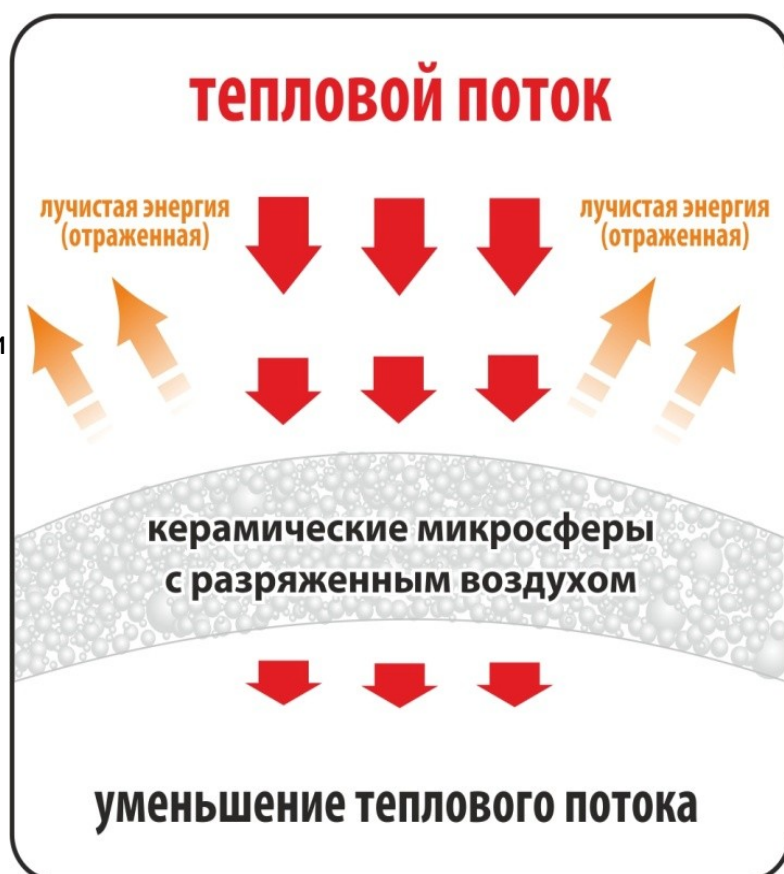 тепловой поток
лучистая энергия
(отраженная)
лучистая энергия
(отраженная)
и
керамические микросферы
с разряженным воздухом
уменьшение теплового потока